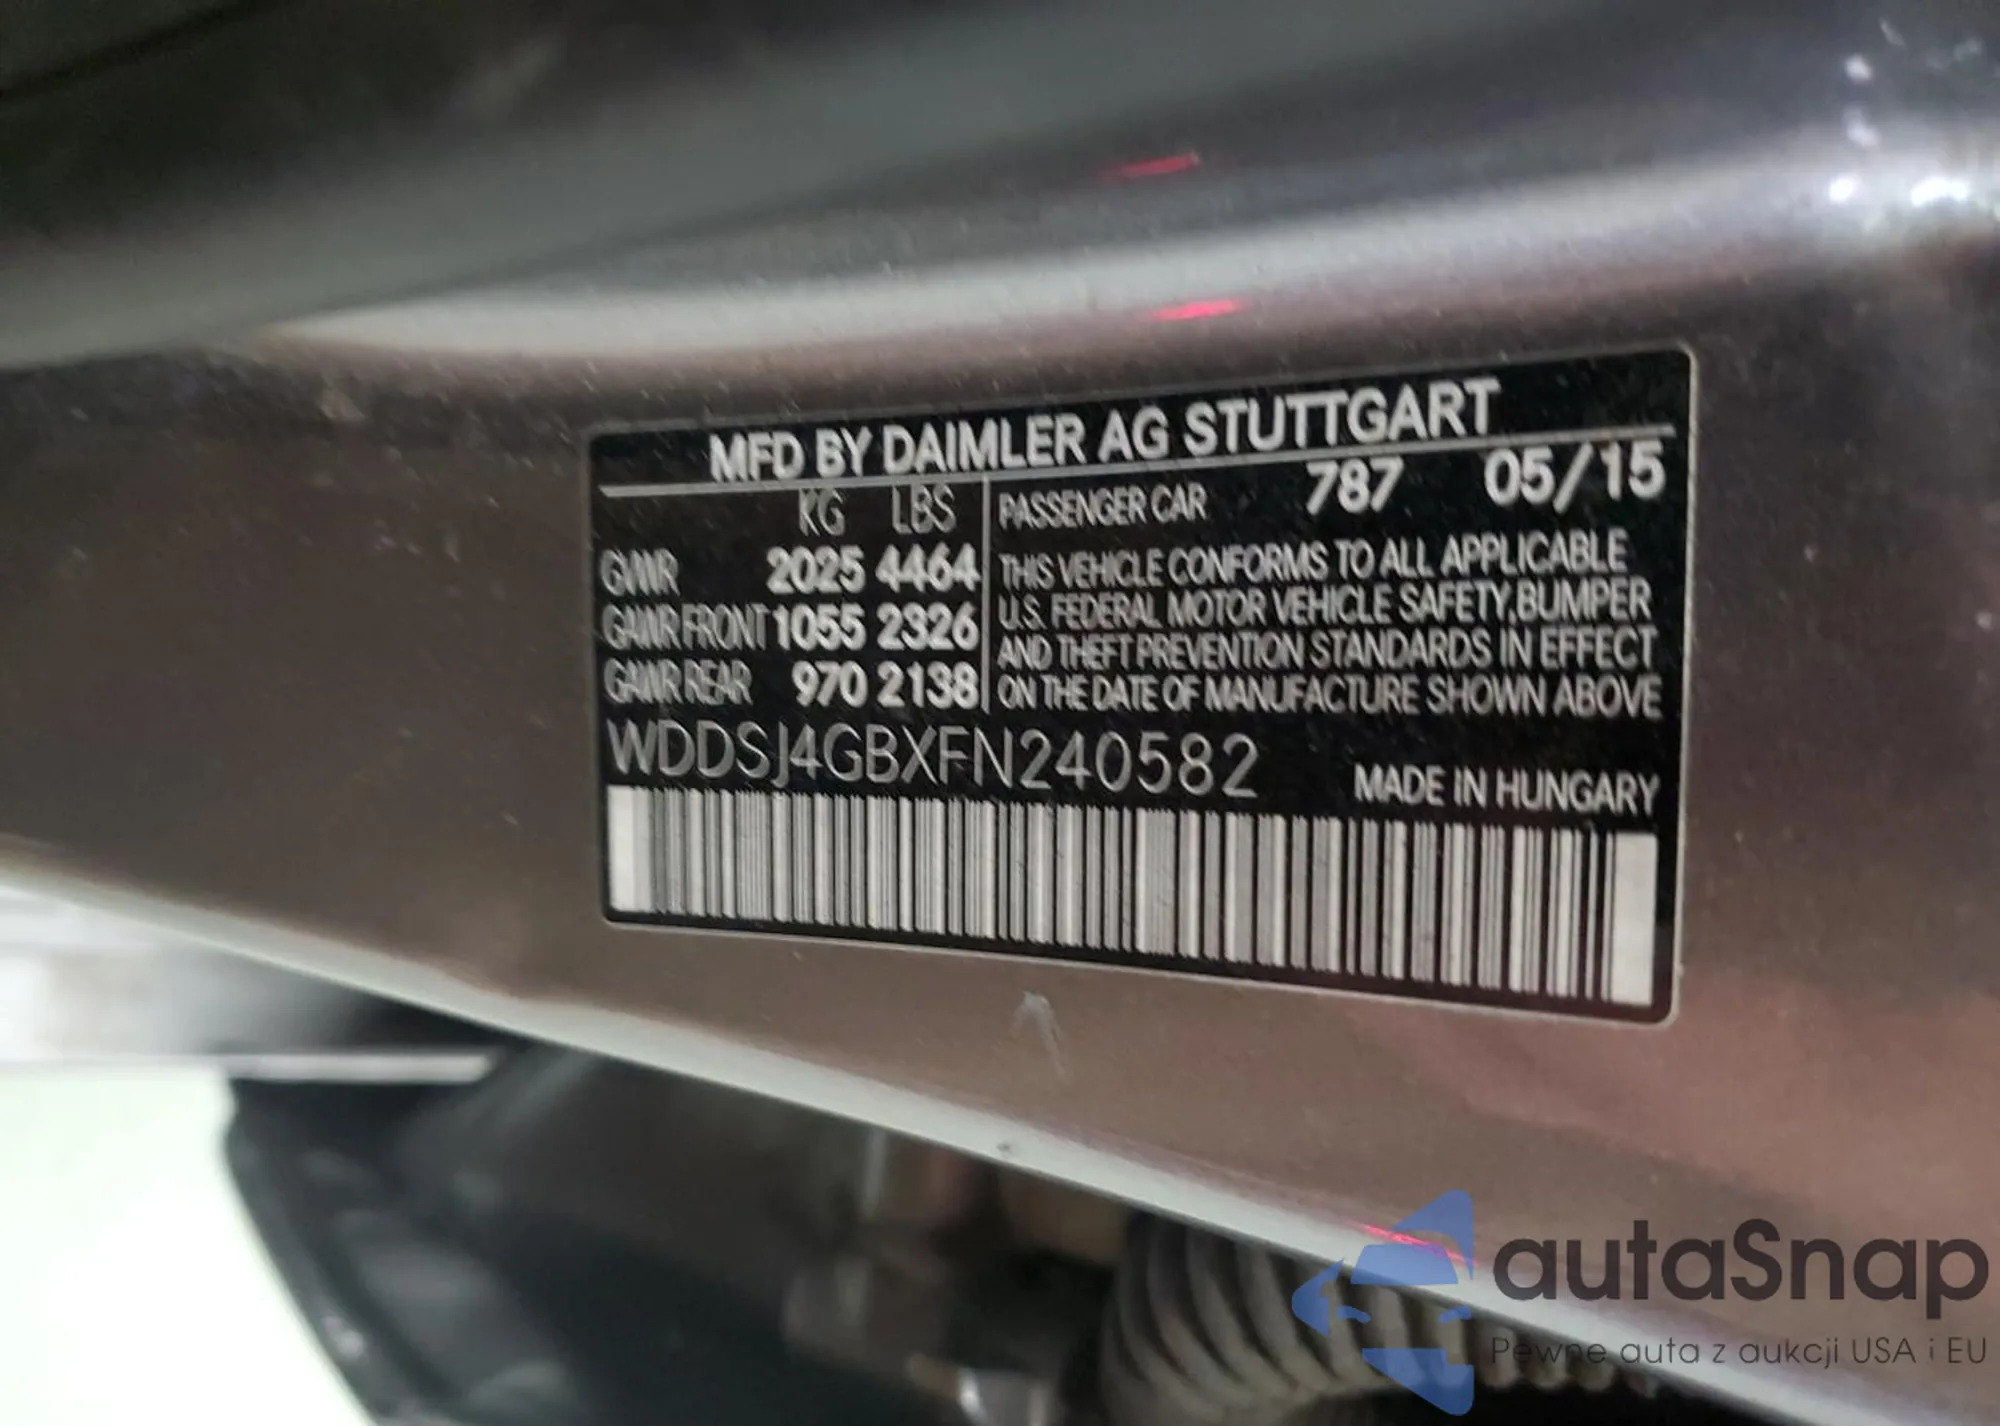 MFD BY DAIMLER AG STUTTGART
KG LBS
GVWR 2025 4464
GAWR FRONT 1055 2326
GAWR REAR 970 2138
PASSENGER CAR 787 05/15
THIS VEHICLE CONFORMS TO ALL APPLICABLE
U.S. FEDERAL MOTOR VEHICLE SAFETY, BUMPER
AND THEFT PREVENTION STANDARDS IN EFFECT
ON THE DATE OF MANUFACTURE SHOWN ABOVE
WDDSJ4GBXFN240582
MADE IN HUNGARY
autaSnap
Pewne auta z aukcji USA i EU